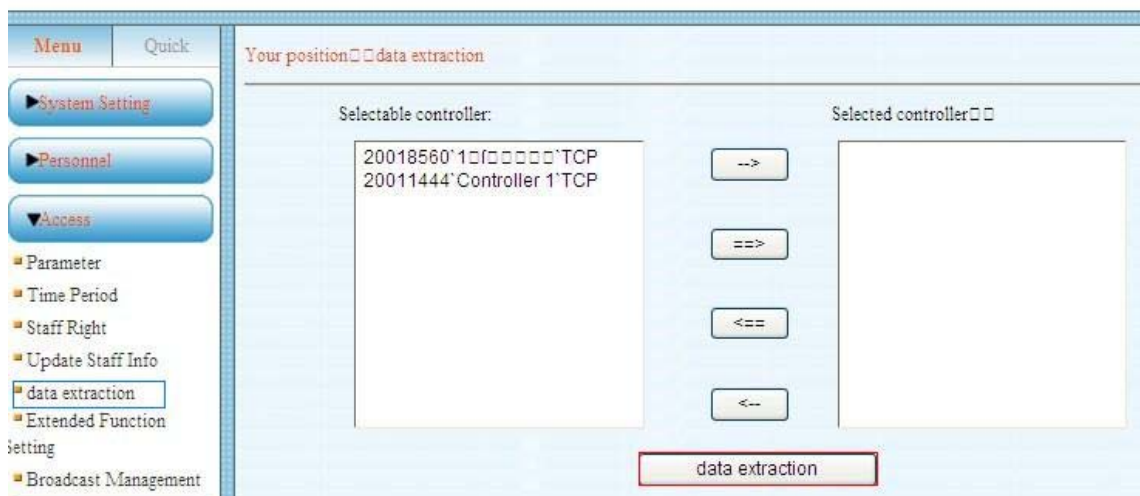 Menu
Quick
▶System Setting
▶Personnel
▼Access
Parameter
Time Period
Staff Right
Update Staff Info
data extraction
Extended Function
Setting
Broadcast Management
Your position□□data extraction
Selectable controller:
20018560`1□ſ□□□□□`TCP
20011444`Controller 1`TCP
-->
==>
<==
<--
Selected controller□□
data extraction